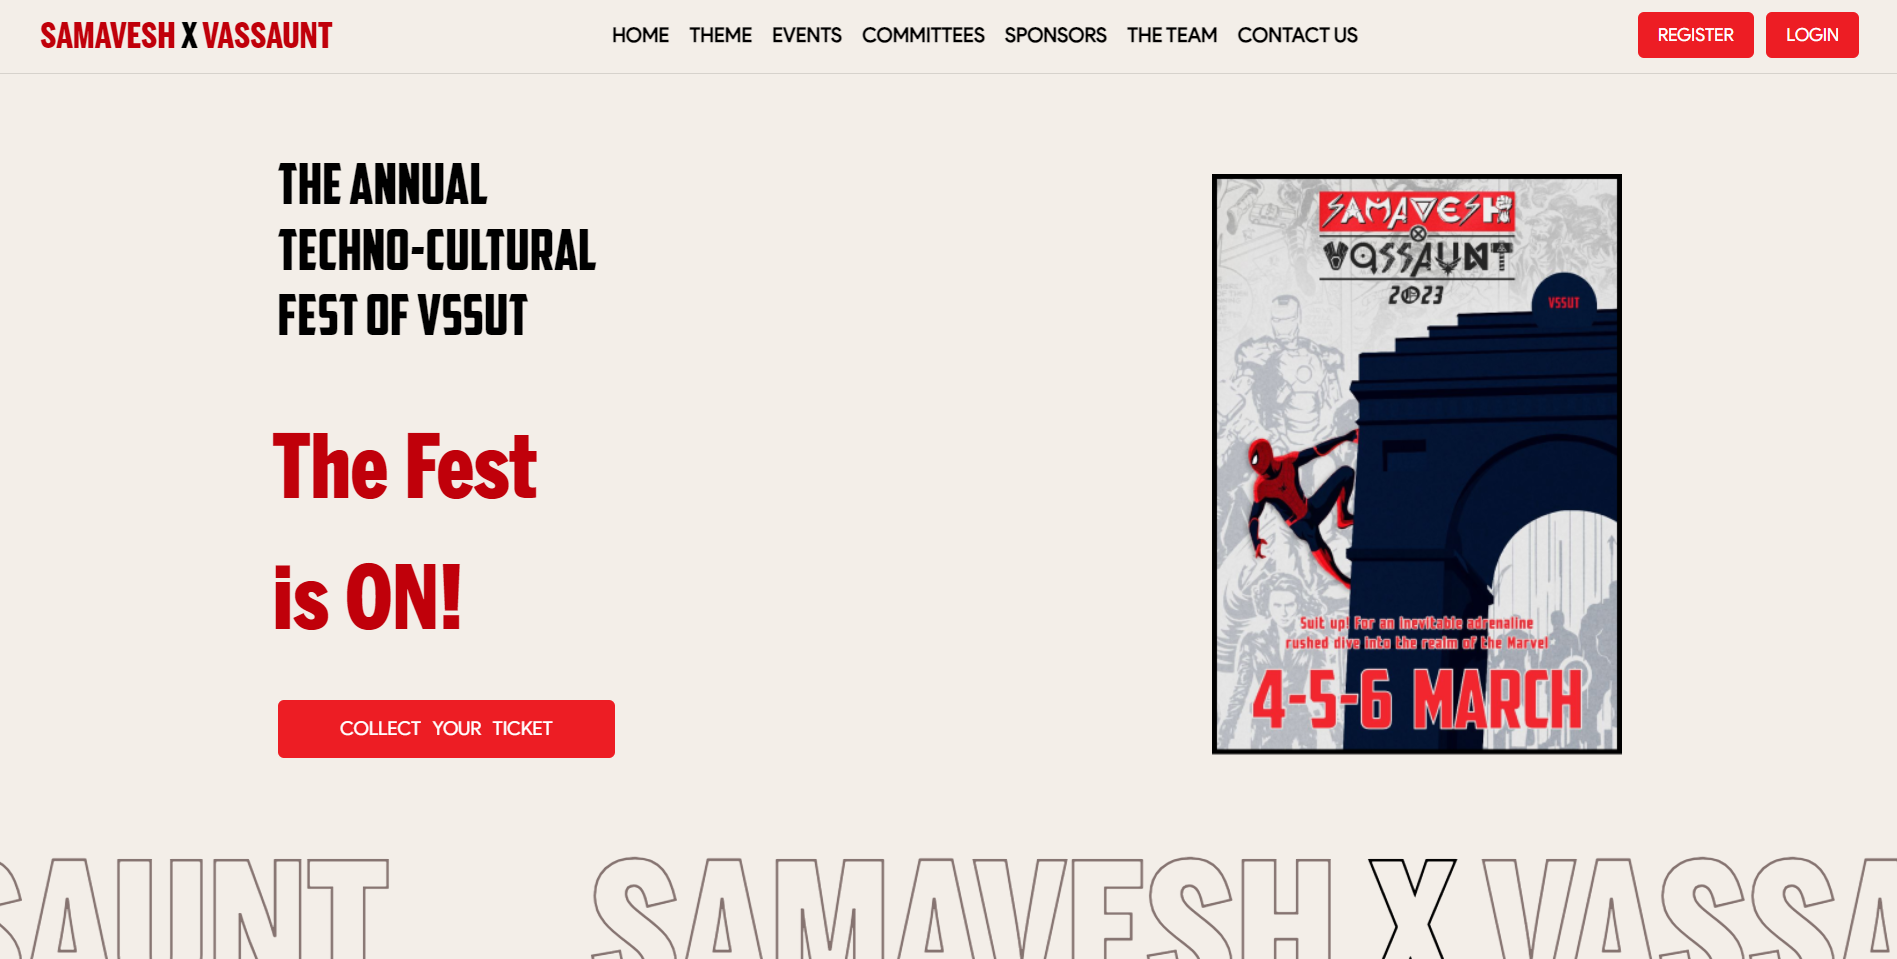 SAMAVESH X VASSAUNT
HOME THEME EVENTS COMMITTEES SPONSORS THE TEAM CONTACT US
REGISTER LOGIN
THE ANNUAL
TECHNO-CULTURAL
FEST OF VSSUT
The Fest
is ON!
COLLECT YOUR TICKET
SAMAVESH
X
VASSAUNT
2023
VSSUT
Suit up! For an inevitable adrenaline
rushed dive into the realm of the Marvel
4-5-6 MARCH
SAUNT SAMAVESH X VASSA